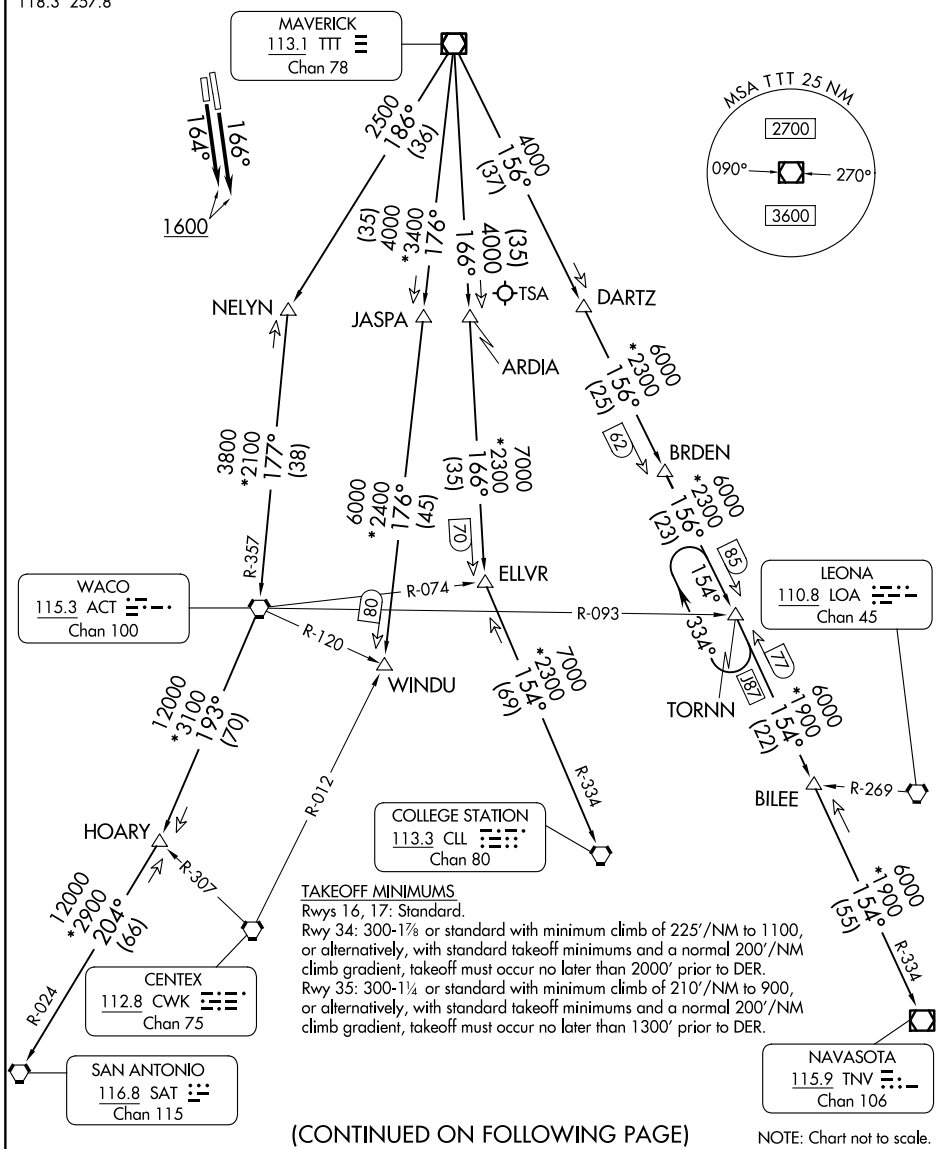 118.3 257.8
MAVERICK
113.1 TTT
Chan 78
MSA TTT 25 NM
2700
090°
270°
3600
164°
166°
1600
2500
186°
(36)
(35)
4000
*3400
176°
(35)
4000
166°
4000
156°
(37)
TSA
NELYN
JASPA
ARDIA
DARTZ
3800
*2100
177°
(38)
6000
*2400
176°
(45)
7000
*2300
166°
(35)
6000
*2300
156°
(25)
62
BRDEN
6000
*2300
156°
(23)
85
70
ELLVR
R-357
WACO
115.3 ACT
Chan 100
R-074
80
R-093
R-120
WINDU
154°
334°
LEONA
110.8 LOA
Chan 45
77
J87
TORNN
6000
*1900
154°
(22)
7000
*2300
154°
(69)
12000
*3100
193°
(70)
R-012
R-334
BILEE
R-269
HOARY
R-307
COLLEGE STATION
113.3 CLL
Chan 80
12000
*2900
204°
(66)
R-024
6000
*1900
154°
(55)
R-334
TAKEOFF MINIMUMS
Rwys 16, 17: Standard.
Rwy 34: 300-1⅞ or standard with minimum climb of 225'/NM to 1100,
or alternatively, with standard takeoff minimums and a normal 200'/NM
climb gradient, takeoff must occur no later than 2000' prior to DER.
Rwy 35: 300-1¼ or standard with minimum climb of 210'/NM to 900,
or alternatively, with standard takeoff minimums and a normal 200'/NM
climb gradient, takeoff must occur no later than 1300' prior to DER.
CENTEX
112.8 CWK
Chan 75
SAN ANTONIO
116.8 SAT
Chan 115
NAVASOTA
115.9 TNV
Chan 106
(CONTINUED ON FOLLOWING PAGE)
NOTE: Chart not to scale.